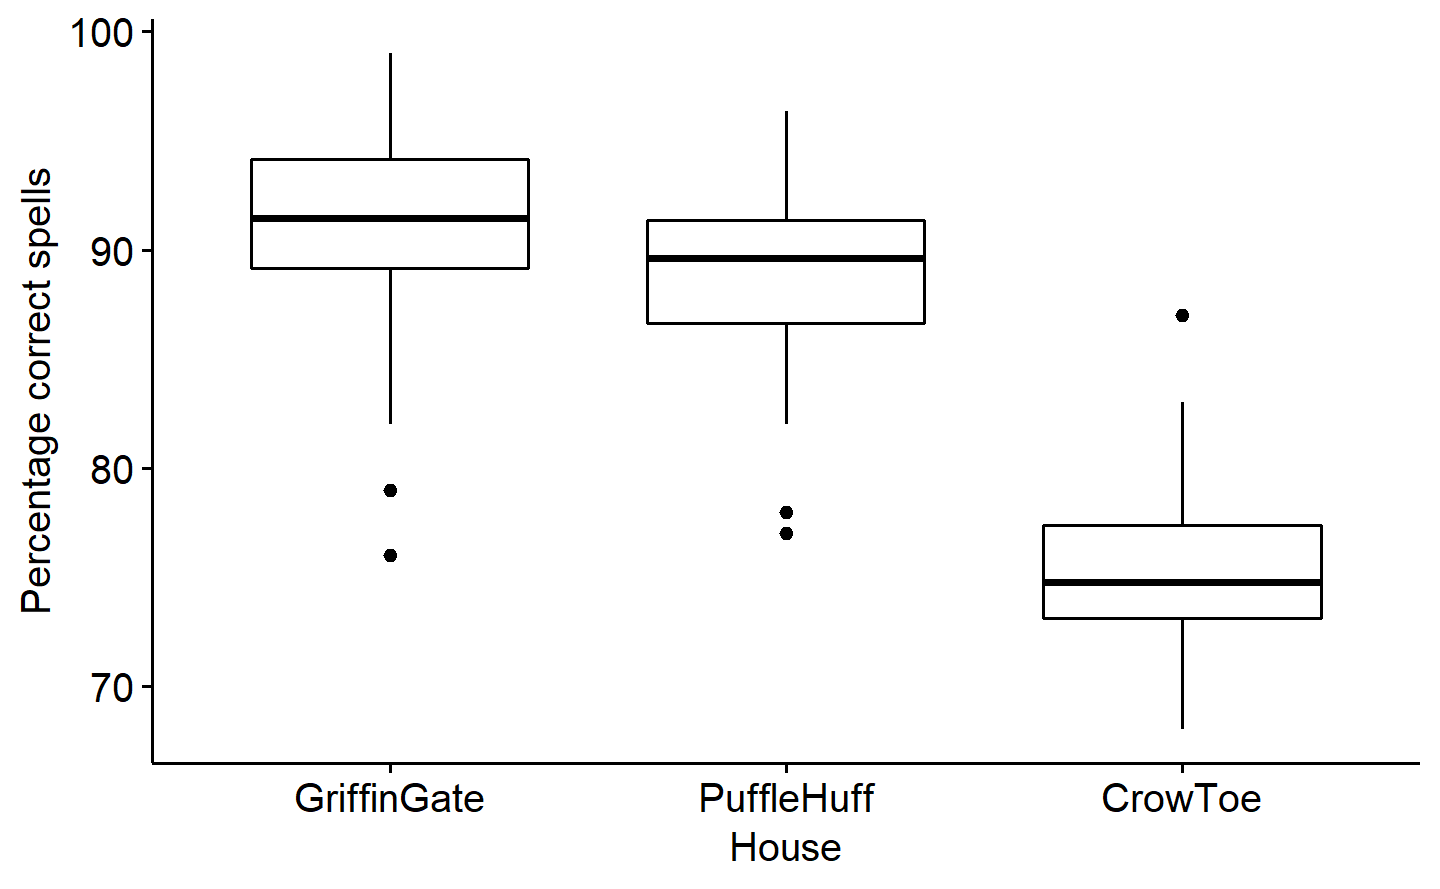 Percentage correct spells
100
90
80
70
GriffinGate PuffleHuff CrowToe
House